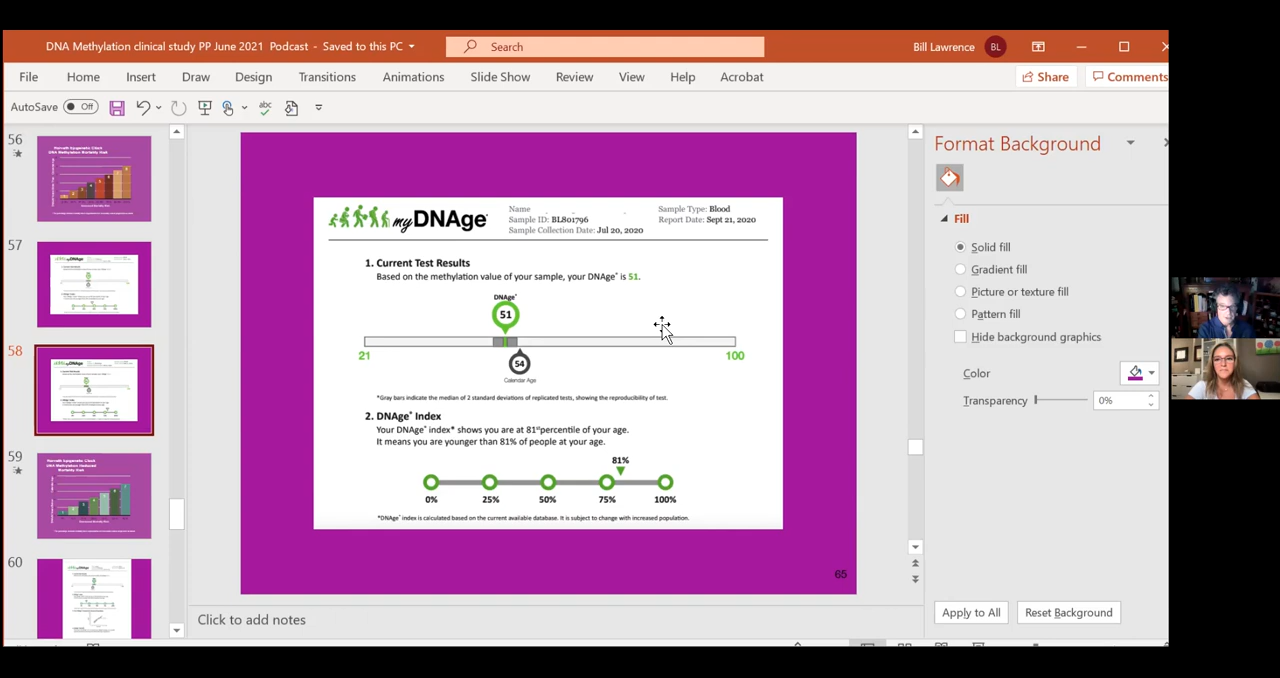 DNA Methylation clinical study PP June 2021 Podcast - Saved to this PC
Search
Bill Lawrence
BL
File
Home
Insert
Draw
Design
Transitions
Animations
Slide Show
Review
View
Help
Acrobat
Share
Comments
AutoSave
Off
abc
56
Horvath Epigenetic Clock
DNA Methylation Mortality Risk
57
58
59
60
myDNAge®
Name
Sample ID: BL801796
Sample Collection Date: Jul 20, 2020
Sample Type: Blood
Report Date: Sept 21, 2020
1. Current Test Results
Based on the methylation value of your sample, your DNAge® is 51.
DNAge®
51
21
100
54
Calendar Age
*Gray bars indicate the median of 2 standard deviations of replicated tests, showing the reproducibility of test.
2. DNAge® Index
Your DNAge® index* shows you are at 81st percentile of your age.
It means you are younger than 81% of people at your age.
81%
0%
25%
50%
75%
100%
*DNAge® index is calculated based on the current available database. It is subject to change with increased population.
65
Click to add notes
Format Background
Fill
Solid fill
Gradient fill
Picture or texture fill
Pattern fill
Hide background graphics
Color
Transparency
0%
Apply to All
Reset Background